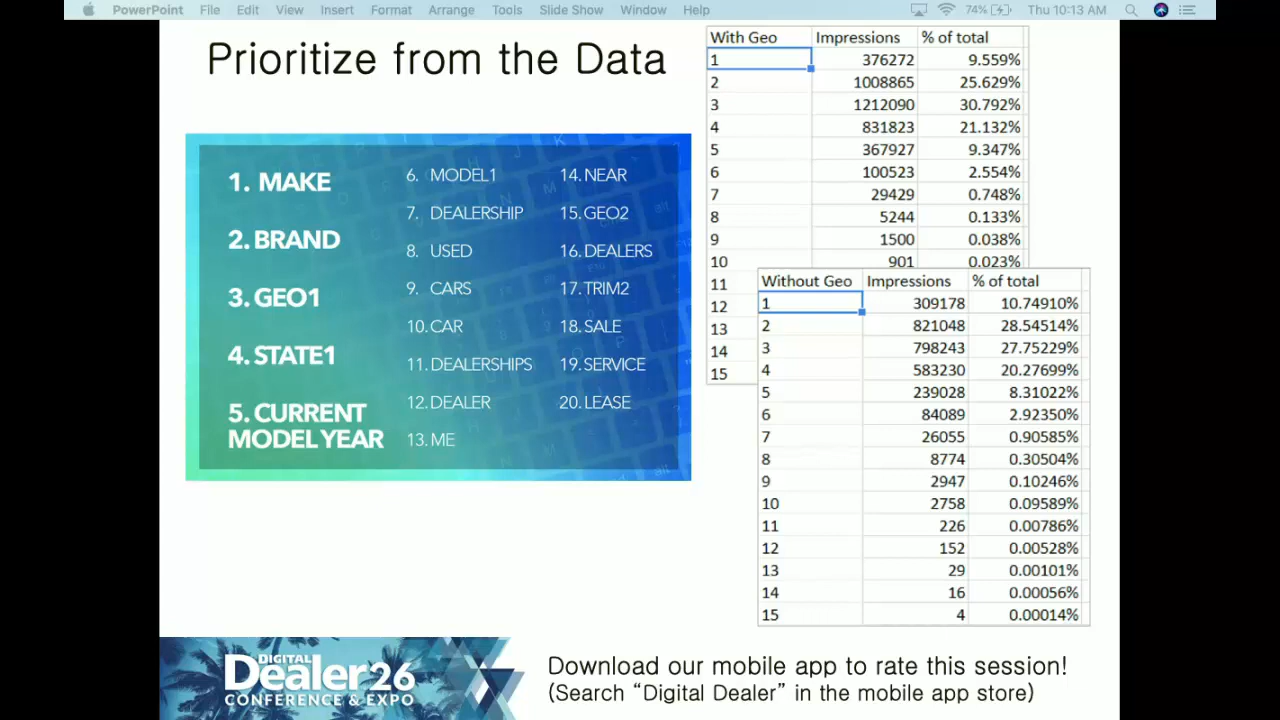 PowerPoint File Edit View Insert Format Arrange Tools Slide Show Window Help 74% Thu 10:13 AM
Prioritize from the Data
1. MAKE
2. BRAND
3. GEO1
4. STATE1
5. CURRENT
MODEL YEAR
6. MODEL1
7. DEALERSHIP
8. USED
9. CARS
10. CAR
11. DEALERSHIPS
12. DEALER
13. ME
14. NEAR
15. GEO2
16. DEALERS
17. TRIM2
18. SALE
19. SERVICE
20. LEASE
With Geo Impressions % of total
1 376272 9.559%
2 1008865 25.629%
3 1212090 30.792%
4 831823 21.132%
5 367927 9.347%
6 100523 2.554%
7 29429 0.748%
8 5244 0.133%
9 1500 0.038%
10 901 0.023%
11
12
13
14
15
Without Geo Impressions % of total
1 309178 10.74910%
2 821048 28.54514%
3 798243 27.75229%
4 583230 20.27699%
5 239028 8.31022%
6 84089 2.92350%
7 26055 0.90585%
8 8774 0.30504%
9 2947 0.10246%
10 2758 0.09589%
11 226 0.00786%
12 152 0.00528%
13 29 0.00101%
14 16 0.00056%
15 4 0.00014%
DIGITAL
Dealer 26
CONFERENCE & EXPO
Download our mobile app to rate this session!
(Search “Digital Dealer” in the mobile app store)